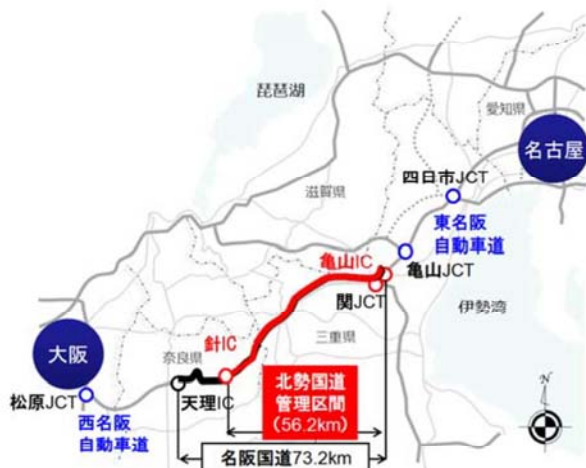 琵琶湖
愛知県
名古屋
四日市JCT
滋賀県
東名阪
自動車道
亀山IC
亀山JCT
関JCT
伊勢湾
針IC
三重県
大阪
奈良県
北勢国道
管理区間
(56.2km)
松原JCT
天理IC
西名阪
自動車道
名阪国道73.2km
N